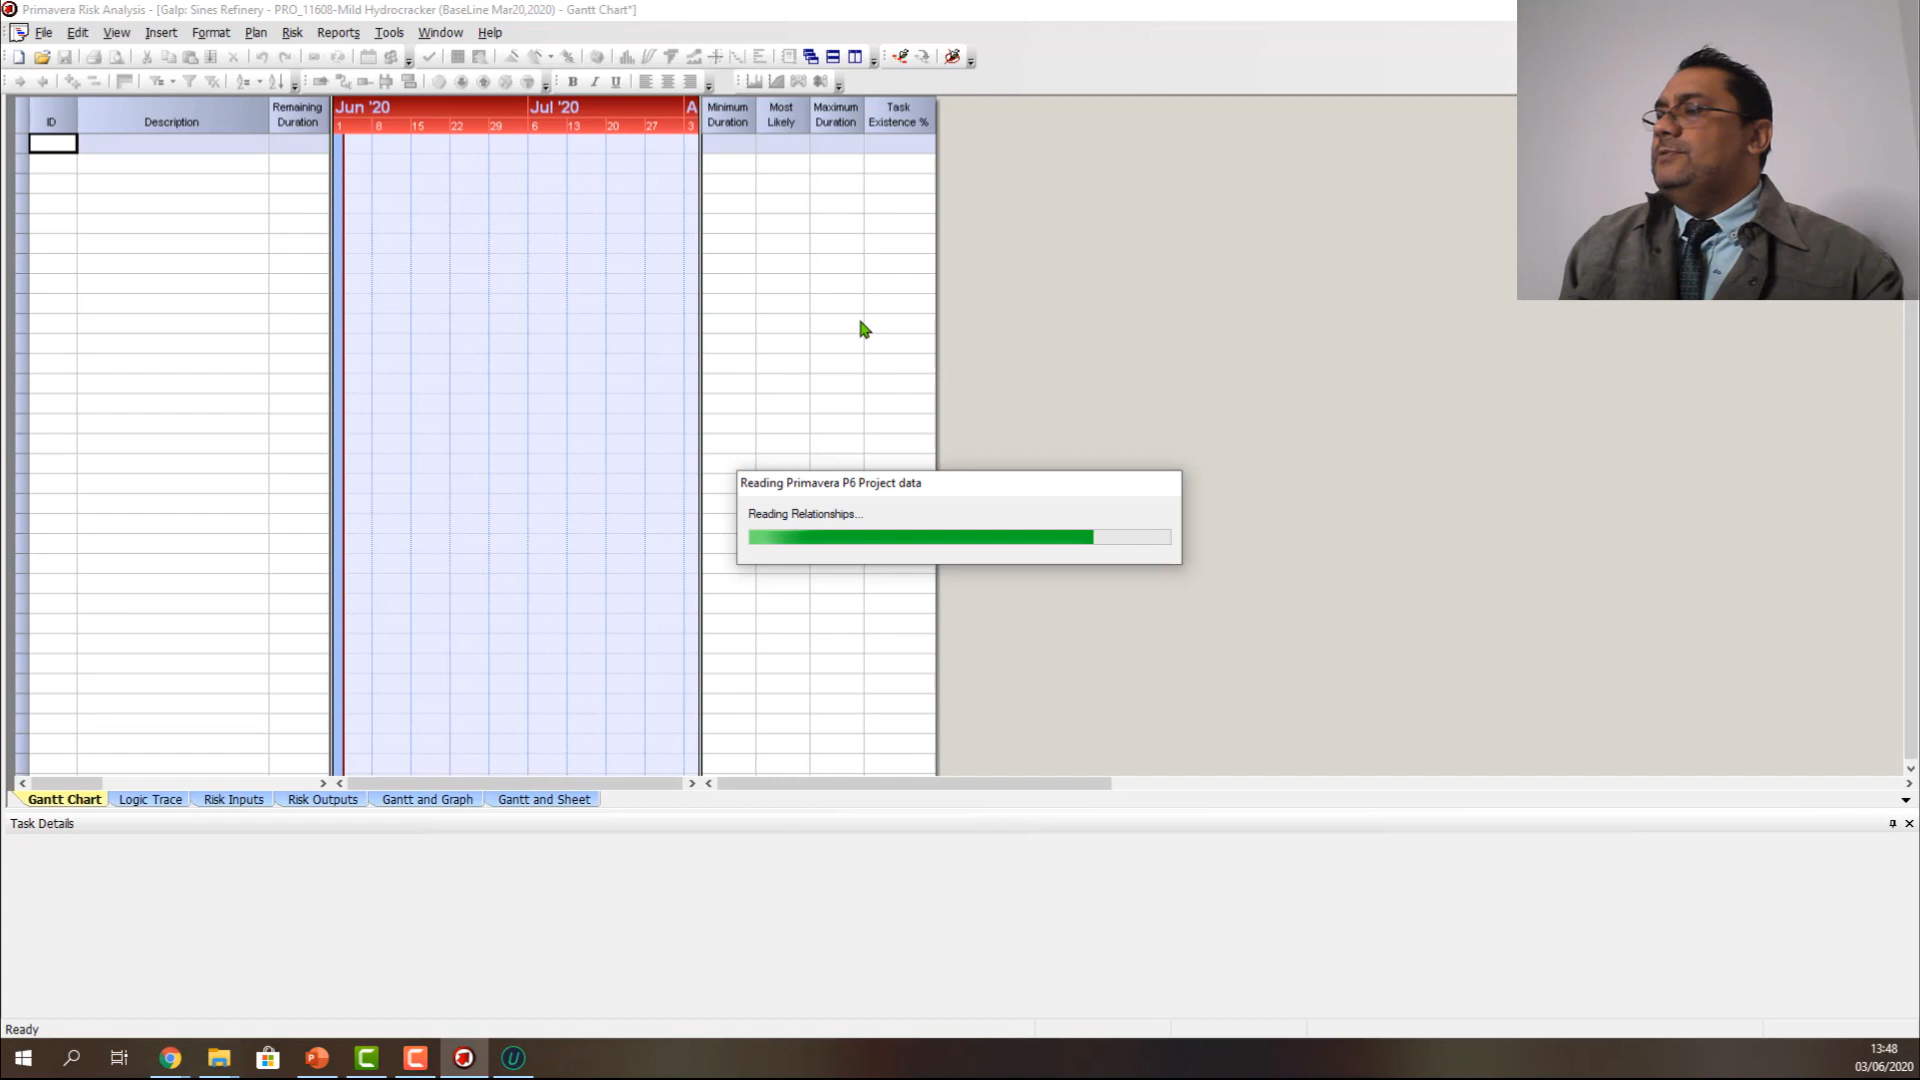 Primavera Risk Analysis - [Galp: Sines Refinery - PRO_11608-Mild Hydrocracker (BaseLine Mar20,2020) - Gantt Chart*]
File Edit View Insert Format Plan Risk Reports Tools Window Help
B I U
ID Description Remaining Duration Jun '20 Jul '20 A Minimum Duration Most Likely Maximum Duration Task Existence %
1 8 15 22 29 6 13 20 27 3
Reading Primavera P6 Project data
Reading Relationships...
Gantt Chart Logic Trace Risk Inputs Risk Outputs Gantt and Graph Gantt and Sheet
Task Details
Ready
13:48
03/06/2020